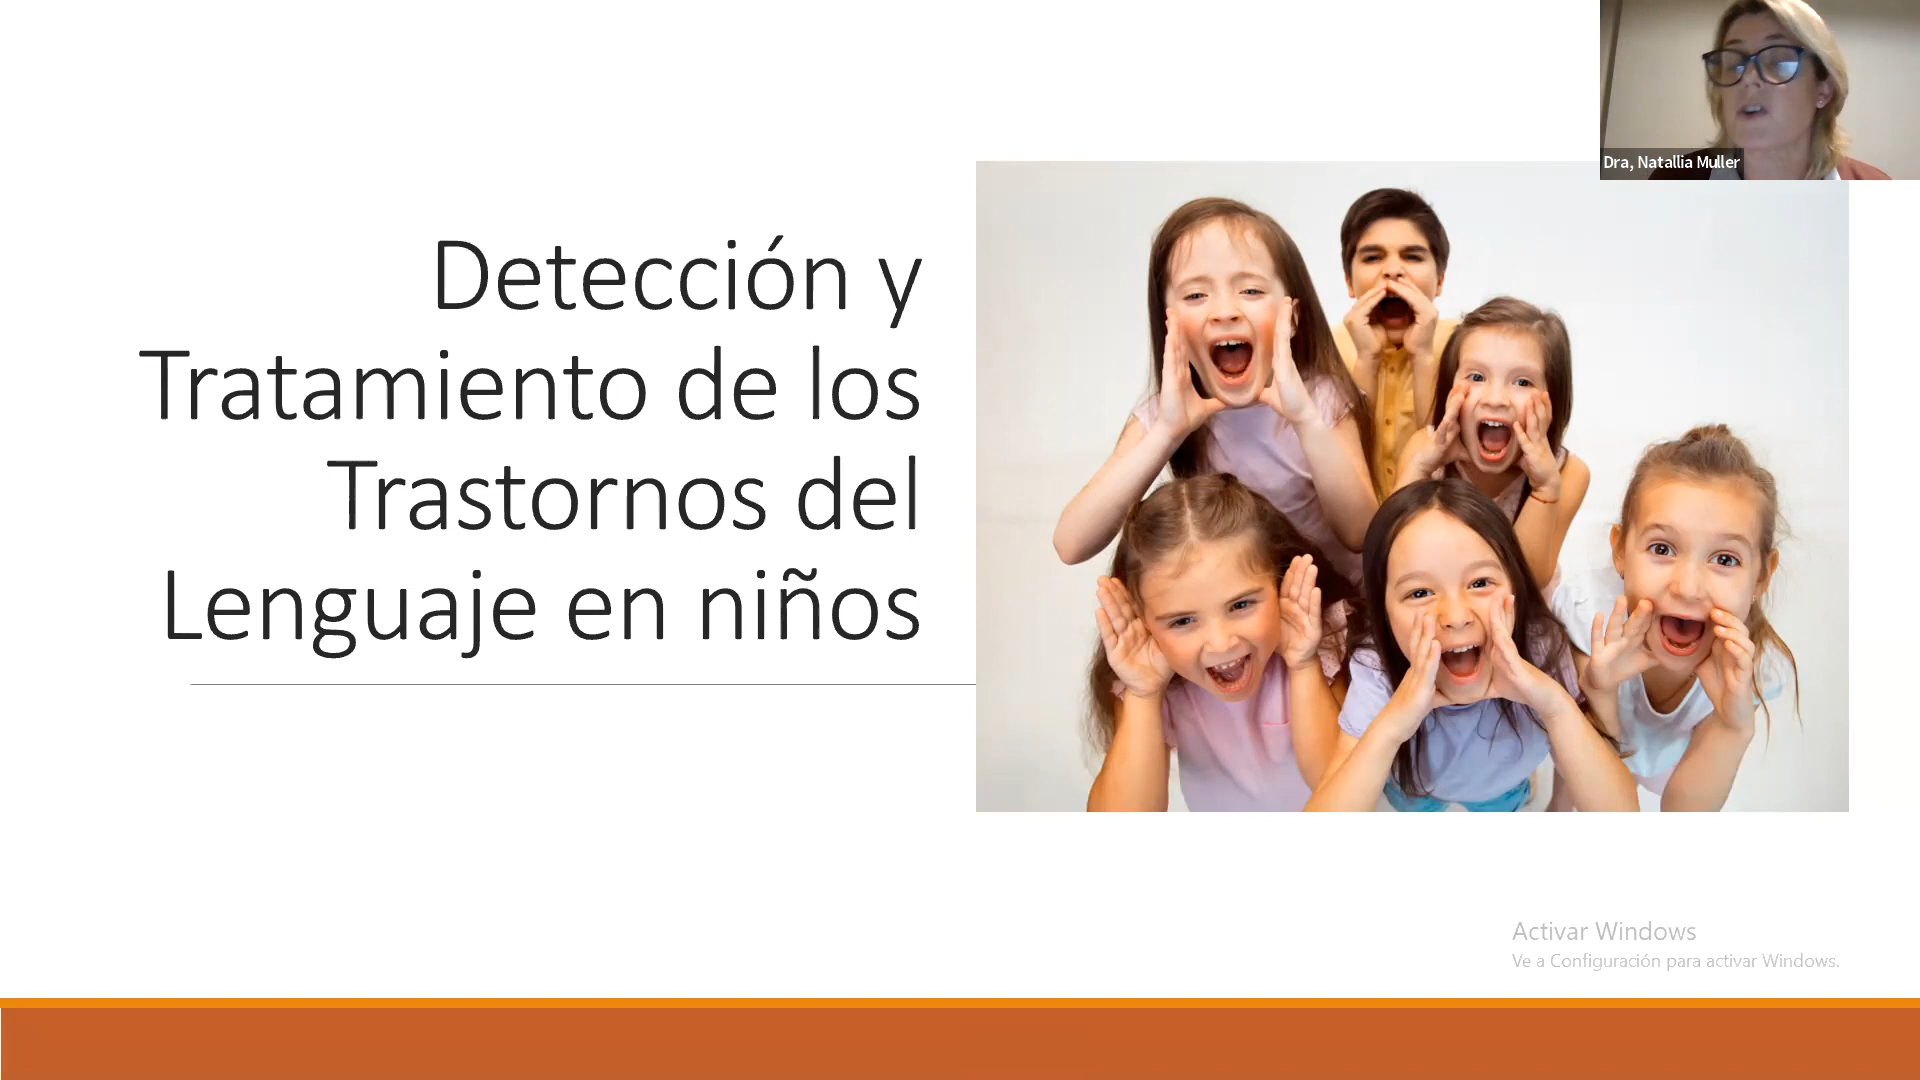 Dra, Natallia Muller
Detección y
Tratamiento de los
Trastornos del
Lenguaje en niños
Activar Windows
Ve a Configuración para activar Windows.